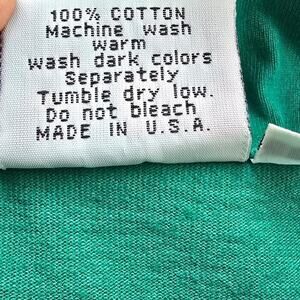 100% COTTON
Machine wash
warm
wash dark colors
Separately
Tumble dry low.
Do not bleach
MADE IN U.S.A.